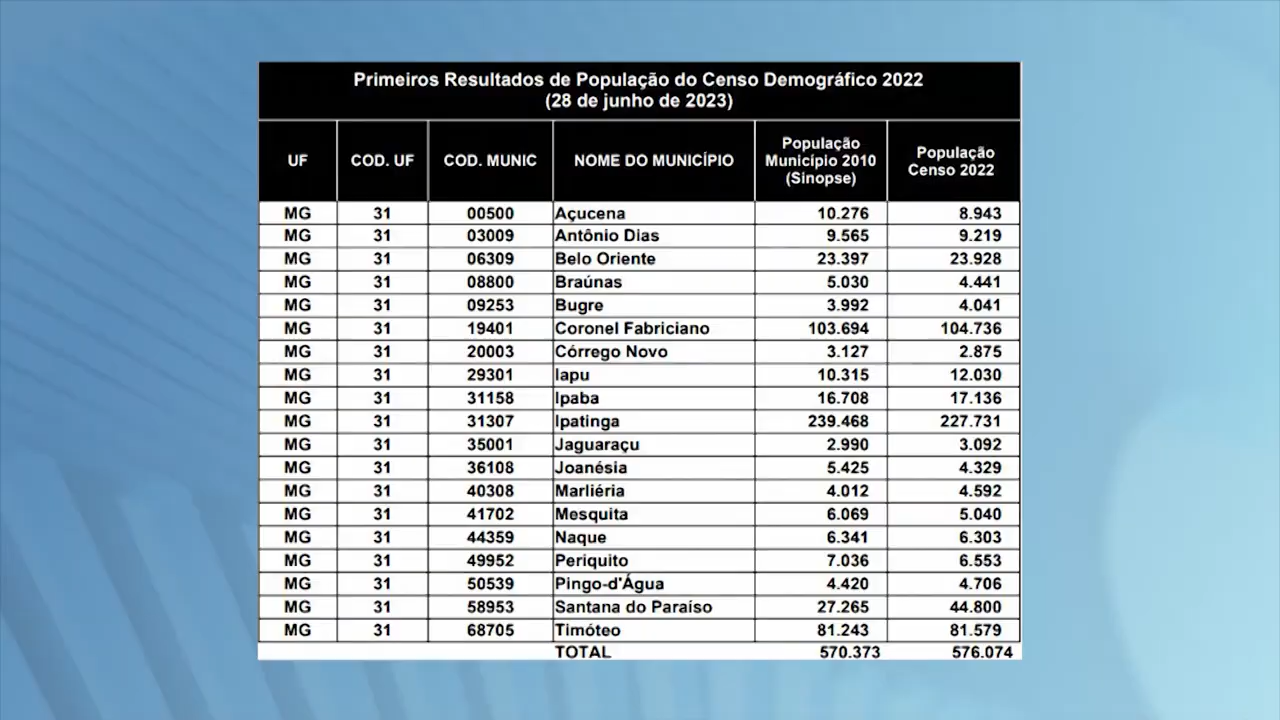 Primeiros Resultados de População do Censo Demográfico 2022
(28 de junho de 2023)
UF COD. UF COD. MUNIC NOME DO MUNICÍPIO População Município 2010 (Sinopse) População Censo 2022
MG 31 00500 Açucena 10.276 8.943
MG 31 03009 Antônio Dias 9.565 9.219
MG 31 06309 Belo Oriente 23.397 23.928
MG 31 08800 Braúnas 5.030 4.441
MG 31 09253 Bugre 3.992 4.041
MG 31 19401 Coronel Fabriciano 103.694 104.736
MG 31 20003 Córrego Novo 3.127 2.875
MG 31 29301 Iapu 10.315 12.030
MG 31 31158 Ipaba 16.708 17.136
MG 31 31307 Ipatinga 239.468 227.731
MG 31 35001 Jaguaraçu 2.990 3.092
MG 31 36108 Joanésia 5.425 4.329
MG 31 40308 Marliéria 4.012 4.592
MG 31 41702 Mesquita 6.069 5.040
MG 31 44359 Naque 6.341 6.303
MG 31 49952 Periquito 7.036 6.553
MG 31 50539 Pingo-d'Água 4.420 4.706
MG 31 58953 Santana do Paraíso 27.265 44.800
MG 31 68705 Timóteo 81.243 81.579
TOTAL 570.373 576.074